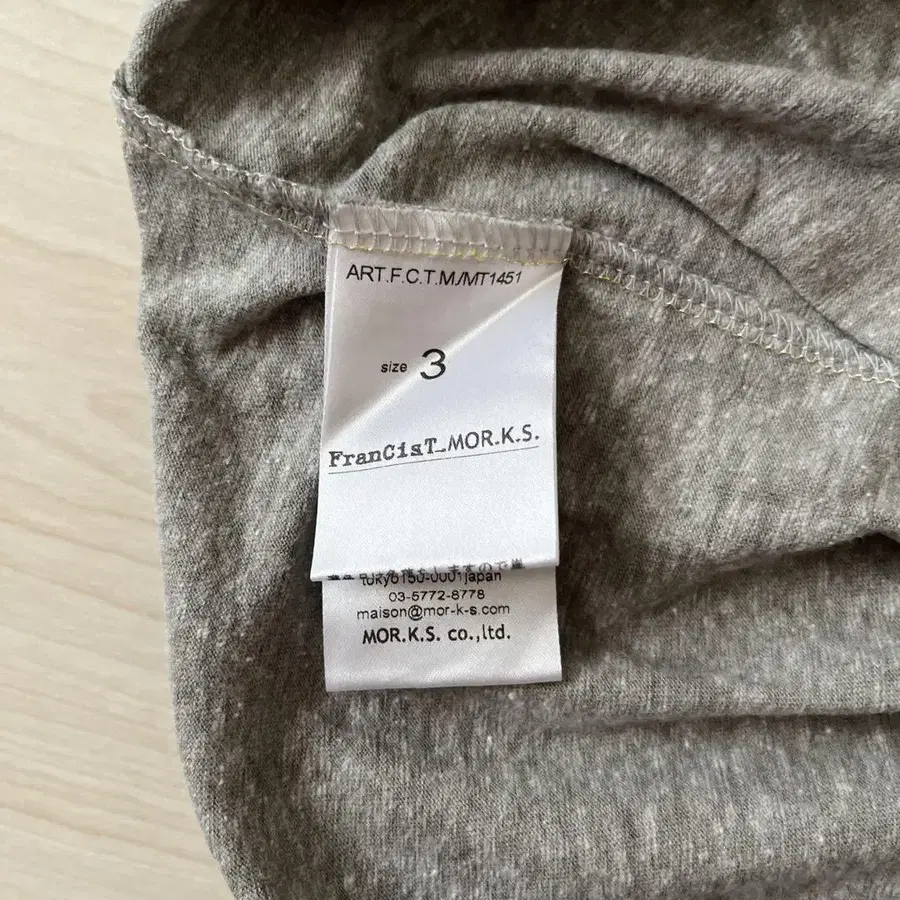 ART.F.C.T.M./MT1451
size 3
FranCisT_MOR.K.S.
tokyo150-0001japan
03-5772-8778
maison@mor-k-s.com
MOR.K.S. co.,ltd.